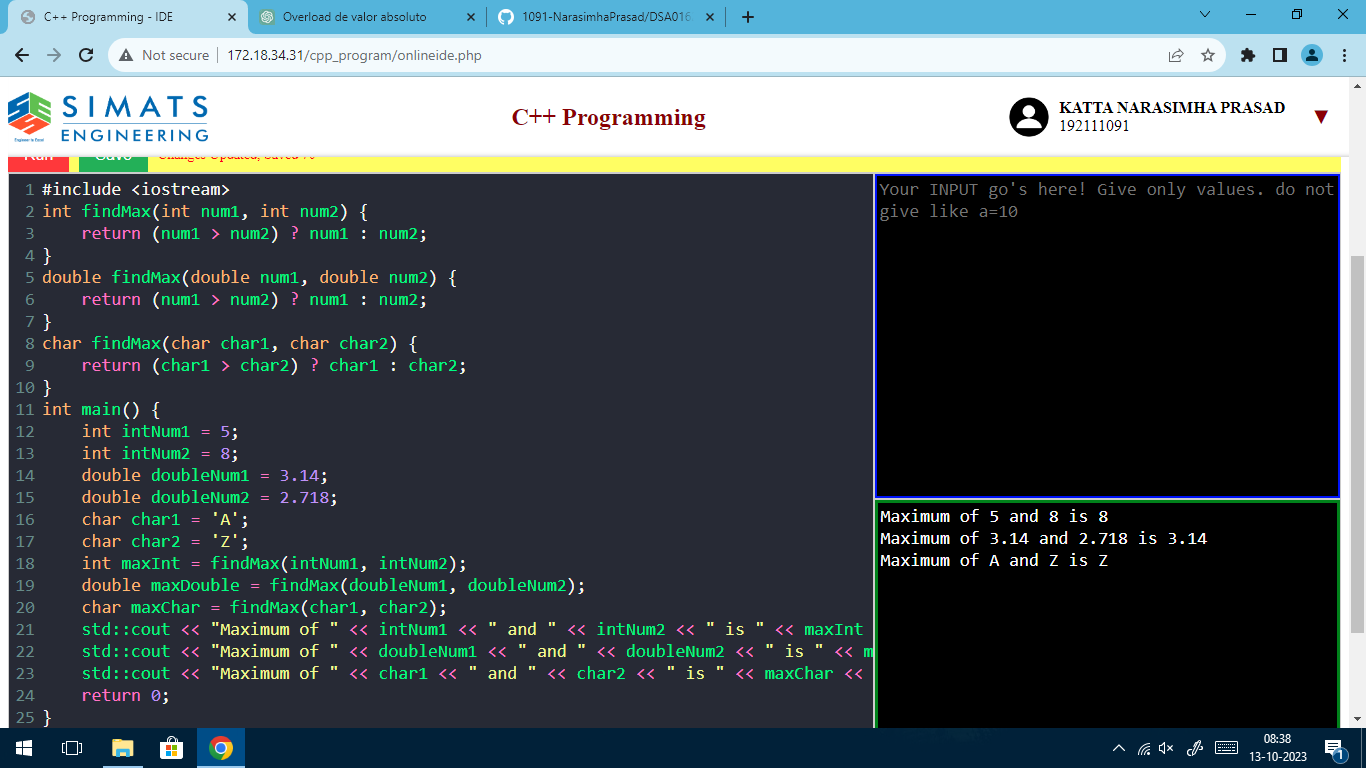 C++ Programming - IDE
Overload de valor absoluto
1091-NarasimhaPrasad/DSA016
Not secure
172.18.34.31/cpp_program/onlineide.php
SIMATS
ENGINEERING
Engineer to Excel
C++ Programming
KATTA NARASIMHA PRASAD
192111091
Run
Save
Changes Updated, Saved
1 #include <iostream>
2 int findMax(int num1, int num2) {
3     return (num1 > num2) ? num1 : num2;
4 }
5 double findMax(double num1, double num2) {
6     return (num1 > num2) ? num1 : num2;
7 }
8 char findMax(char char1, char char2) {
9     return (char1 > char2) ? char1 : char2;
10 }
11 int main() {
12     int intNum1 = 5;
13     int intNum2 = 8;
14     double doubleNum1 = 3.14;
15     double doubleNum2 = 2.718;
16     char char1 = 'A';
17     char char2 = 'Z';
18     int maxInt = findMax(intNum1, intNum2);
19     double maxDouble = findMax(doubleNum1, doubleNum2);
20     char maxChar = findMax(char1, char2);
21     std::cout << "Maximum of " << intNum1 << " and " << intNum2 << " is " << maxInt
22     std::cout << "Maximum of " << doubleNum1 << " and " << doubleNum2 << " is " << m
23     std::cout << "Maximum of " << char1 << " and " << char2 << " is " << maxChar <<
24     return 0;
25 }
Your INPUT go's here! Give only values. do not
give like a=10
Maximum of 5 and 8 is 8
Maximum of 3.14 and 2.718 is 3.14
Maximum of A and Z is Z
08:38
13-10-2023
1